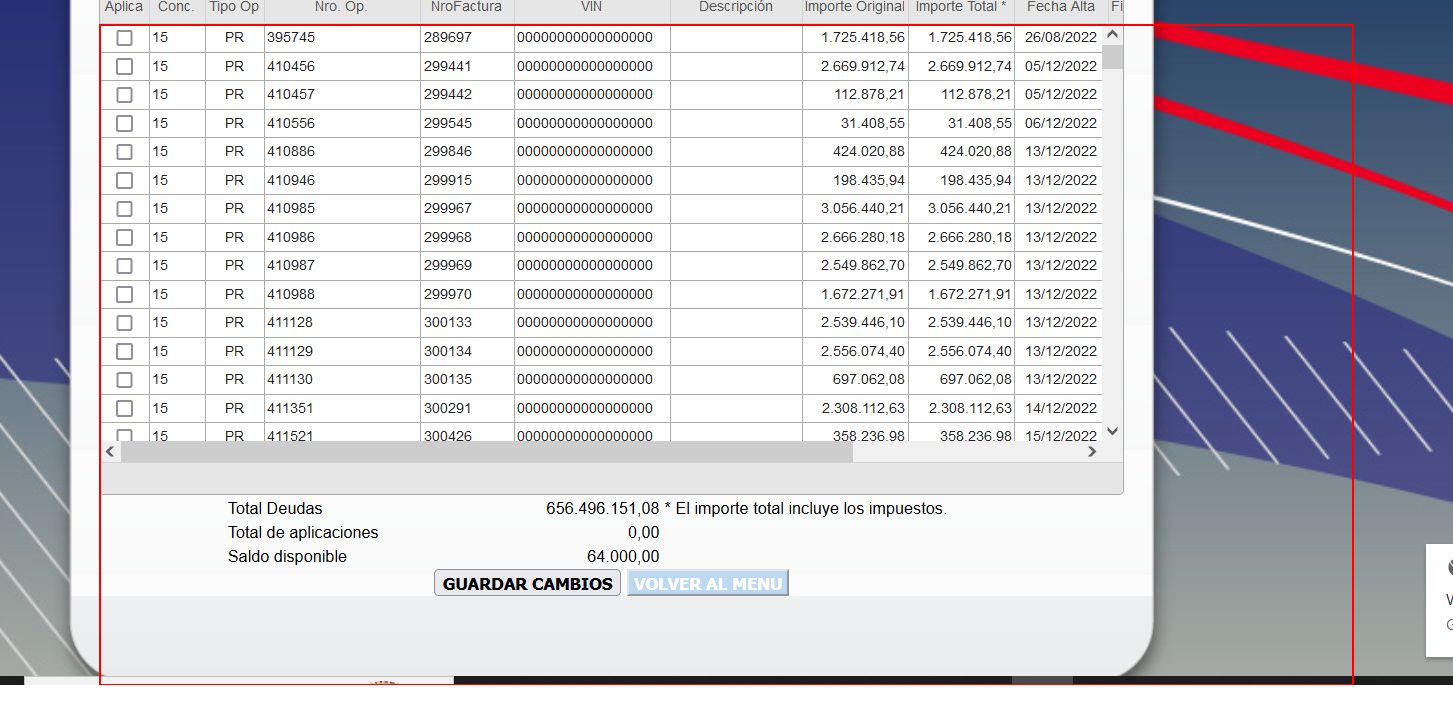 Aplica Conc. Tipo Op Nro. Op. NroFactura VIN Descripción Importe Original Importe Total * Fecha Alta Fi
15 PR 395745 289697 00000000000000000 1.725.418,56 1.725.418,56 26/08/2022
15 PR 410456 299441 00000000000000000 2.669.912,74 2.669.912,74 05/12/2022
15 PR 410457 299442 00000000000000000 112.878,21 112.878,21 05/12/2022
15 PR 410556 299545 00000000000000000 31.408,55 31.408,55 06/12/2022
15 PR 410886 299846 00000000000000000 424.020,88 424.020,88 13/12/2022
15 PR 410946 299915 00000000000000000 198.435,94 198.435,94 13/12/2022
15 PR 410985 299967 00000000000000000 3.056.440,21 3.056.440,21 13/12/2022
15 PR 410986 299968 00000000000000000 2.666.280,18 2.666.280,18 13/12/2022
15 PR 410987 299969 00000000000000000 2.549.862,70 2.549.862,70 13/12/2022
15 PR 410988 299970 00000000000000000 1.672.271,91 1.672.271,91 13/12/2022
15 PR 411128 300133 00000000000000000 2.539.446,10 2.539.446,10 13/12/2022
15 PR 411129 300134 00000000000000000 2.556.074,40 2.556.074,40 13/12/2022
15 PR 411130 300135 00000000000000000 697.062,08 697.062,08 13/12/2022
15 PR 411351 300291 00000000000000000 2.308.112,63 2.308.112,63 14/12/2022
15 PR 411521 300426 00000000000000000 358.236,98 358.236,98 15/12/2022
Total Deudas 656.496.151,08 * El importe total incluye los impuestos.
Total de aplicaciones 0,00
Saldo disponible 64.000,00
GUARDAR CAMBIOS VOLVER AL MENU